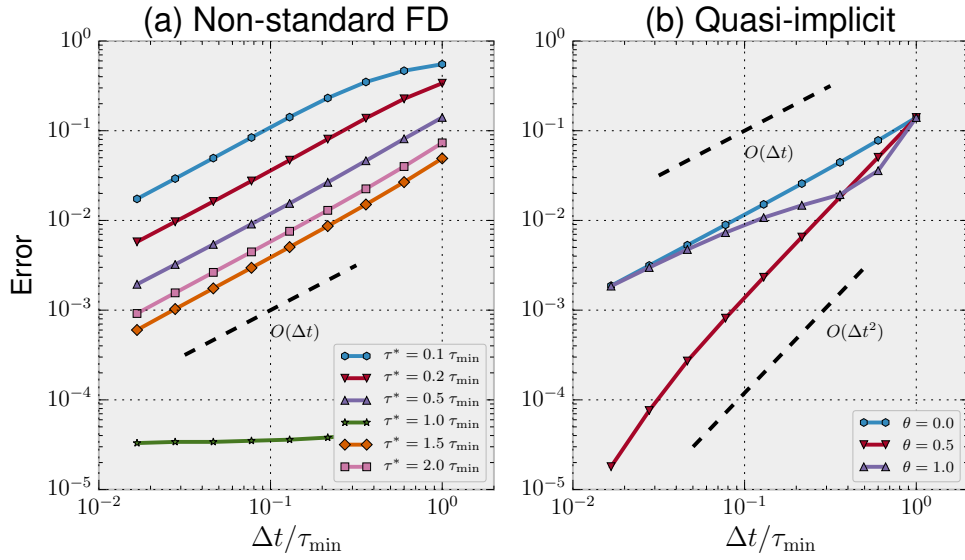 (a) Non-standard FD
(b) Quasi-implicit
Error
10^0
10^-1
10^-2
10^-3
10^-4
10^-5
10^-2
10^-1
10^0
Δt/τ_min
O(Δt)
τ* = 0.1 τ_min
τ* = 0.2 τ_min
τ* = 0.5 τ_min
τ* = 1.0 τ_min
τ* = 1.5 τ_min
τ* = 2.0 τ_min
10^0
10^-1
10^-2
10^-3
10^-4
10^-5
10^-2
10^-1
10^0
Δt/τ_min
O(Δt)
O(Δt^2)
θ = 0.0
θ = 0.5
θ = 1.0